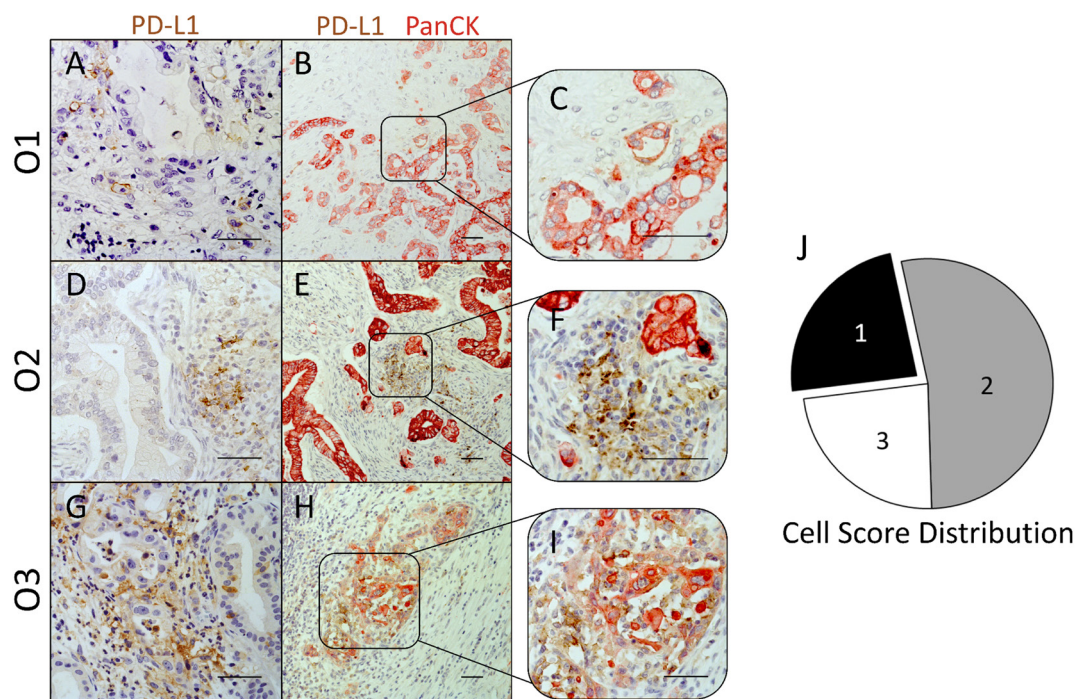 PD-L1
PD-L1 PanCK
O1
A
B
C
O2
D
E
F
O3
G
H
I
J
1
2
3
Cell Score Distribution